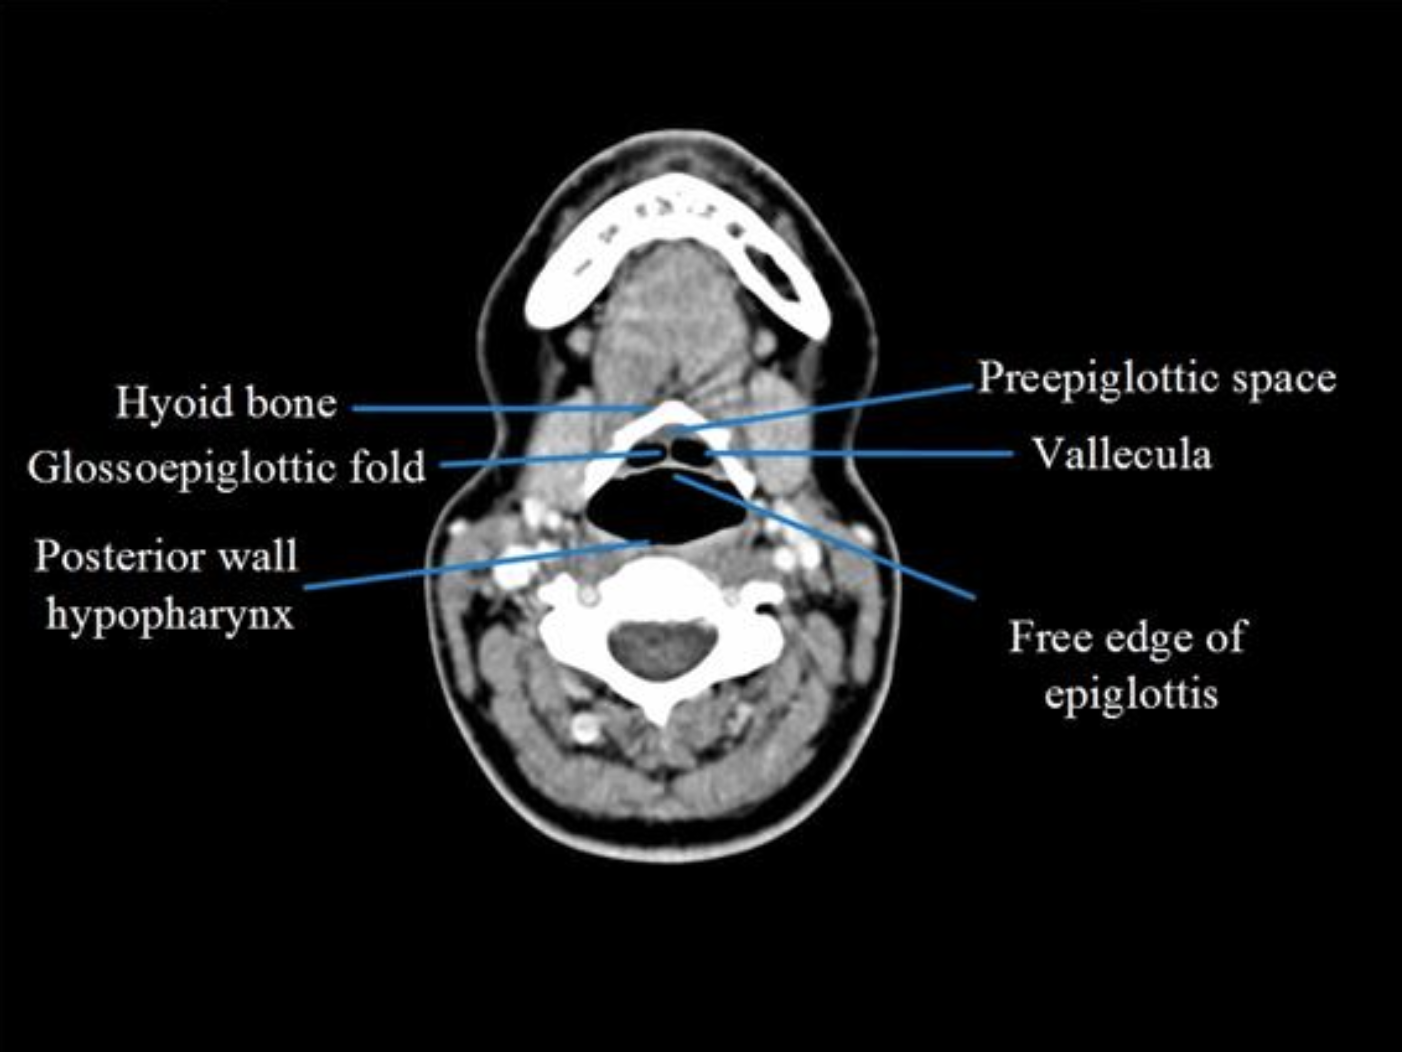 Hyoid bone
Glossoepiglottic fold
Posterior wall
hypopharynx
Preepiglottic space
Vallecula
Free edge of
epiglottis